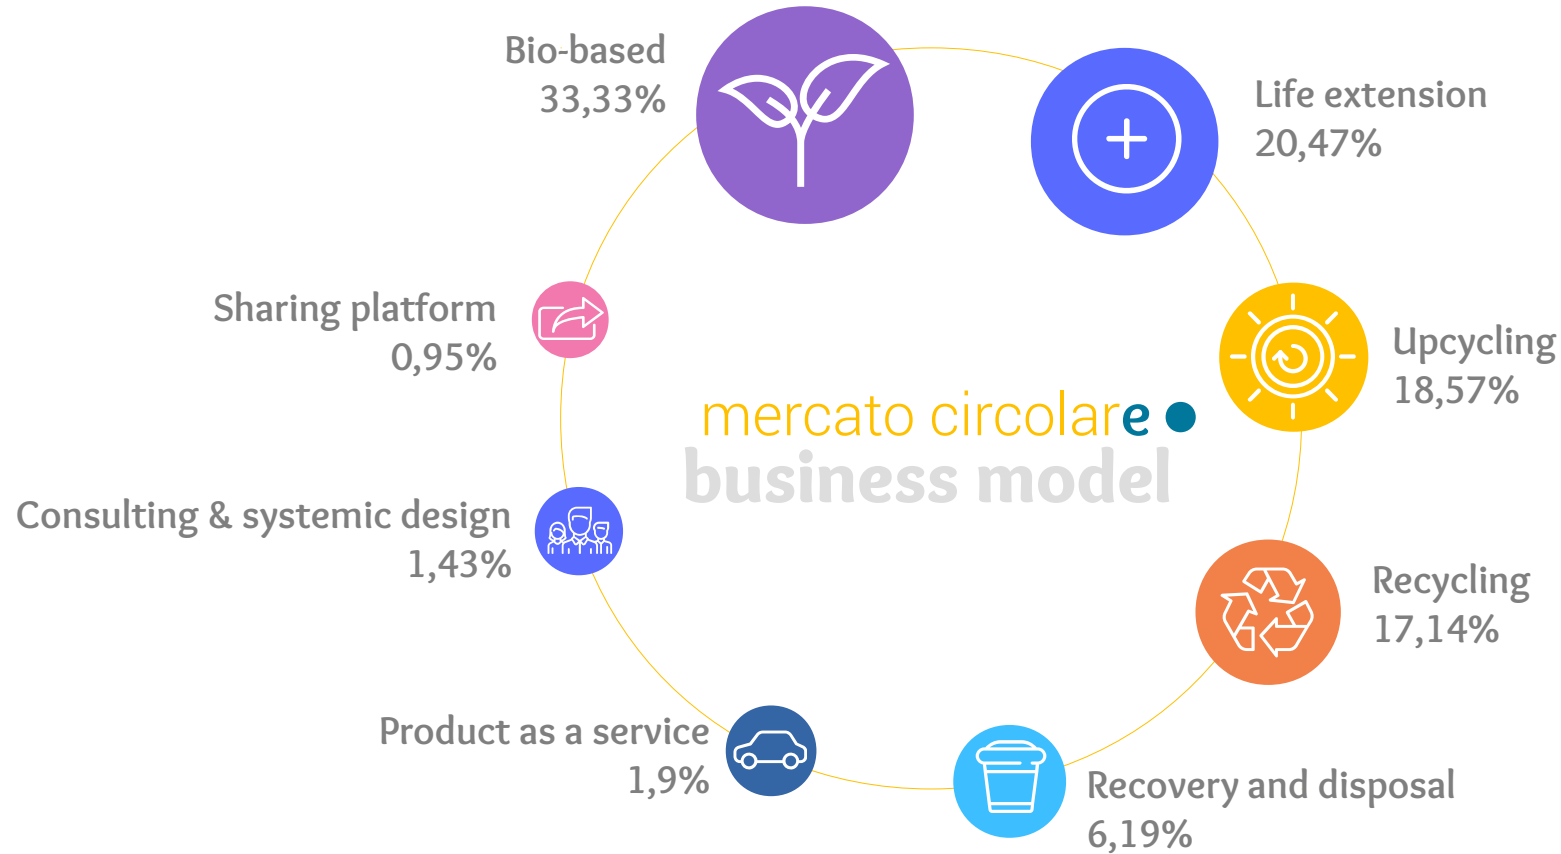 Bio-based
33,33%
Life extension
20,47%
Upcycling
18,57%
Recycling
17,14%
Recovery and disposal
6,19%
Product as a service
1,9%
Consulting & systemic design
1,43%
Sharing platform
0,95%
mercato circolare
business model